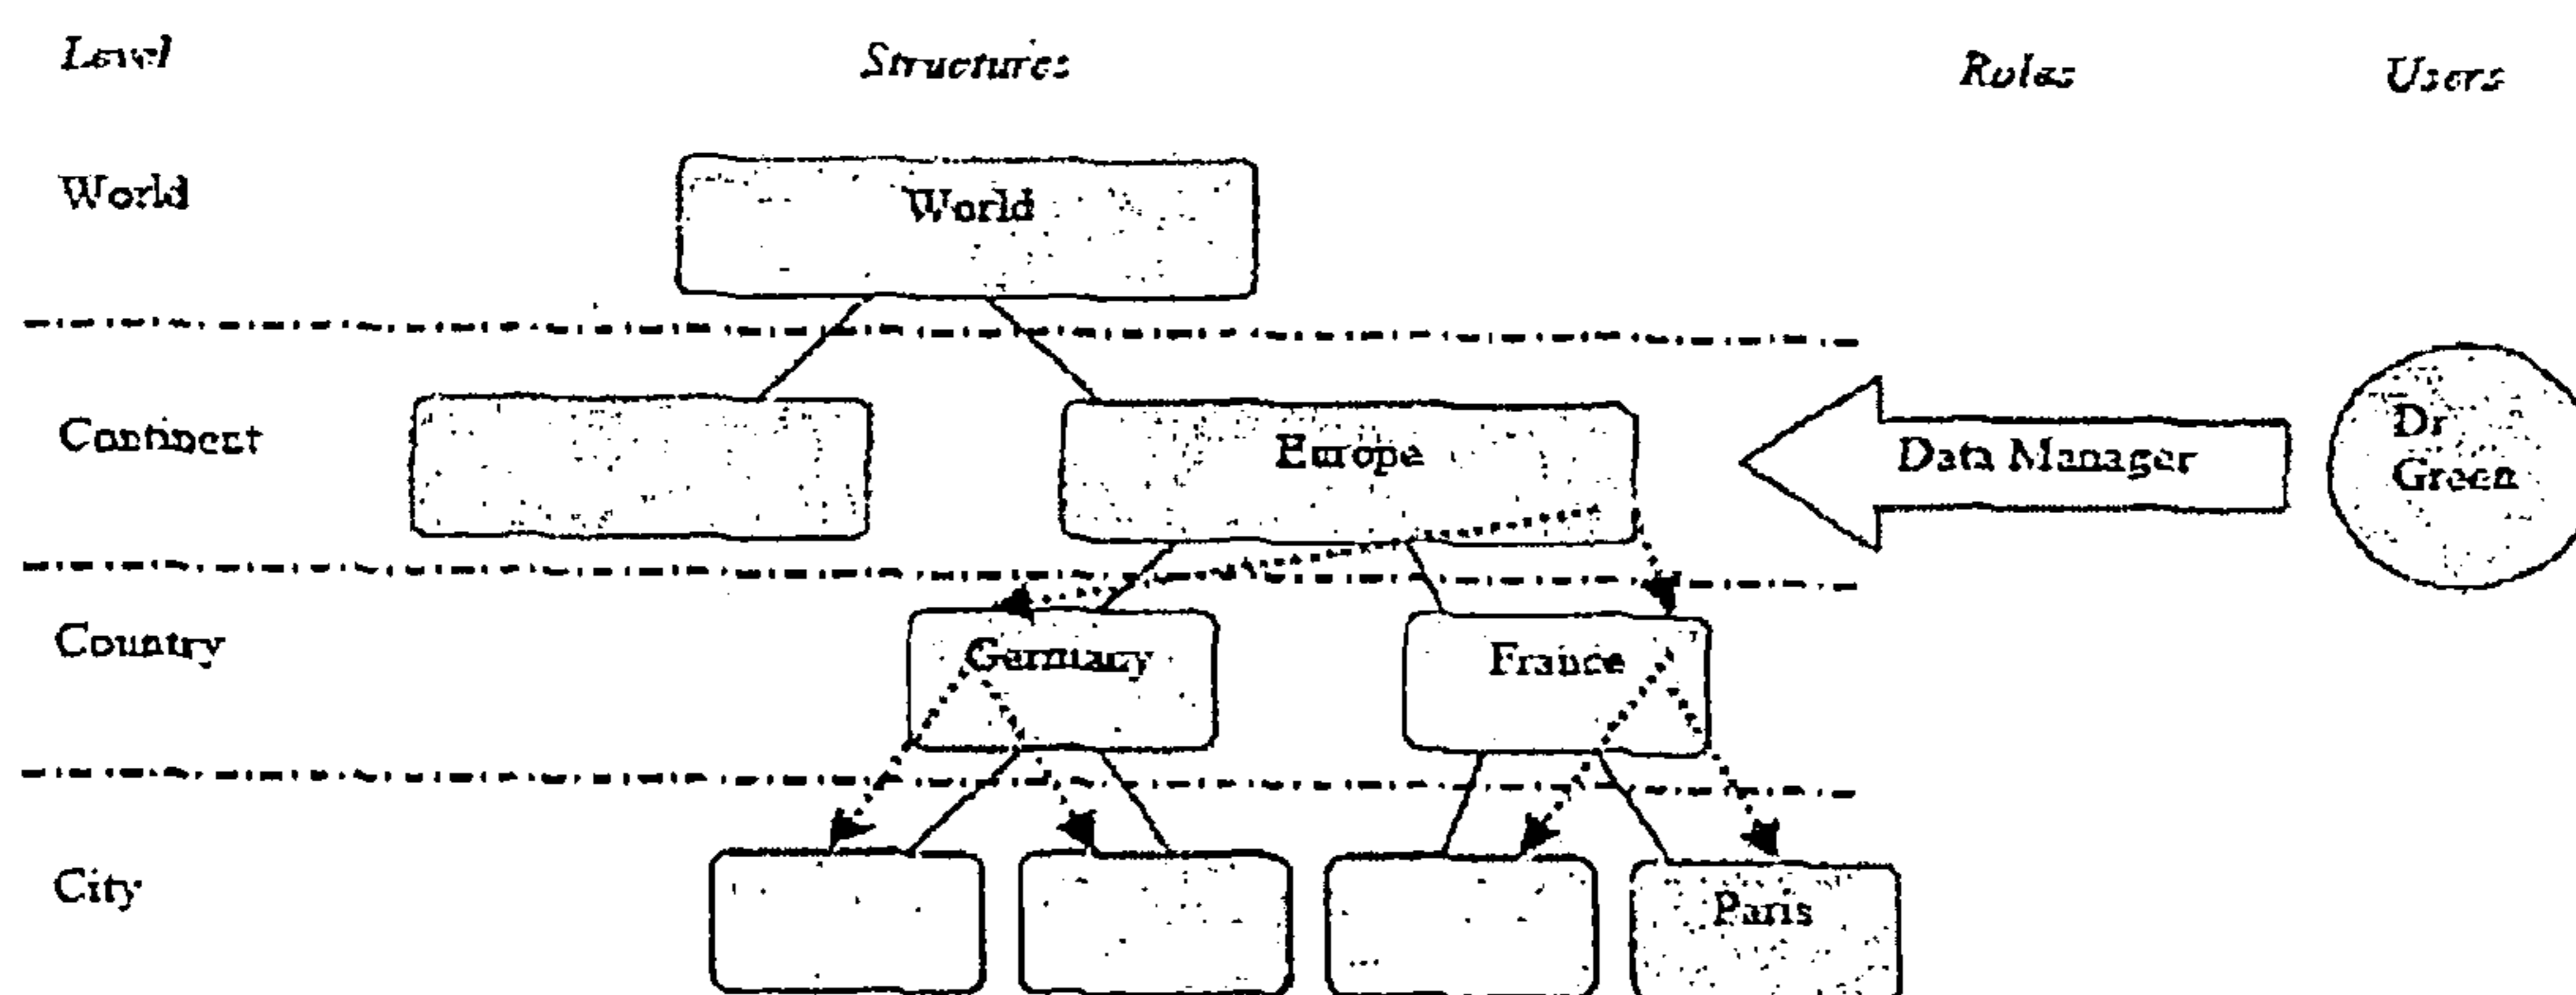 Level Structures Roles Users
World World
Continent Europe Data Manager Dr
Green
Country Germany France
City Paris
...